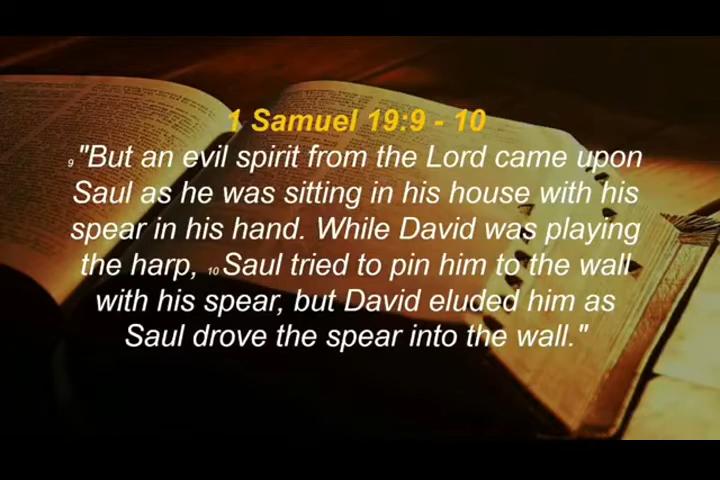 1 Samuel 19:9 - 10
9 "But an evil spirit from the Lord came upon
Saul as he was sitting in his house with his
spear in his hand. While David was playing
the harp, 10 Saul tried to pin him to the wall
with his spear, but David eluded him as
Saul drove the spear into the wall."